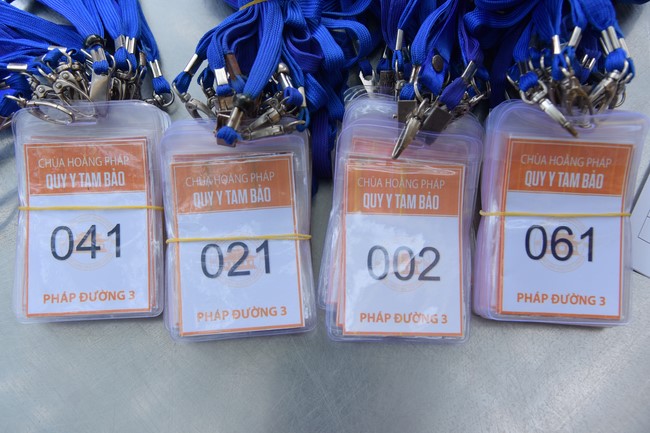 CHÙA HOẰNG PHÁP
QUY Y TAM BẢO
041
PHÁP ĐƯỜNG 3
CHÙA HOẰNG PHÁP
QUY Y TAM BẢO
021
PHÁP ĐƯỜNG 3
CHÙA HOẰNG PHÁP
QUY Y TAM BẢO
002
PHÁP ĐƯỜNG 3
CHÙA HOẰNG PHÁP
QUY Y TAM BẢO
061
PHÁP ĐƯỜNG 3